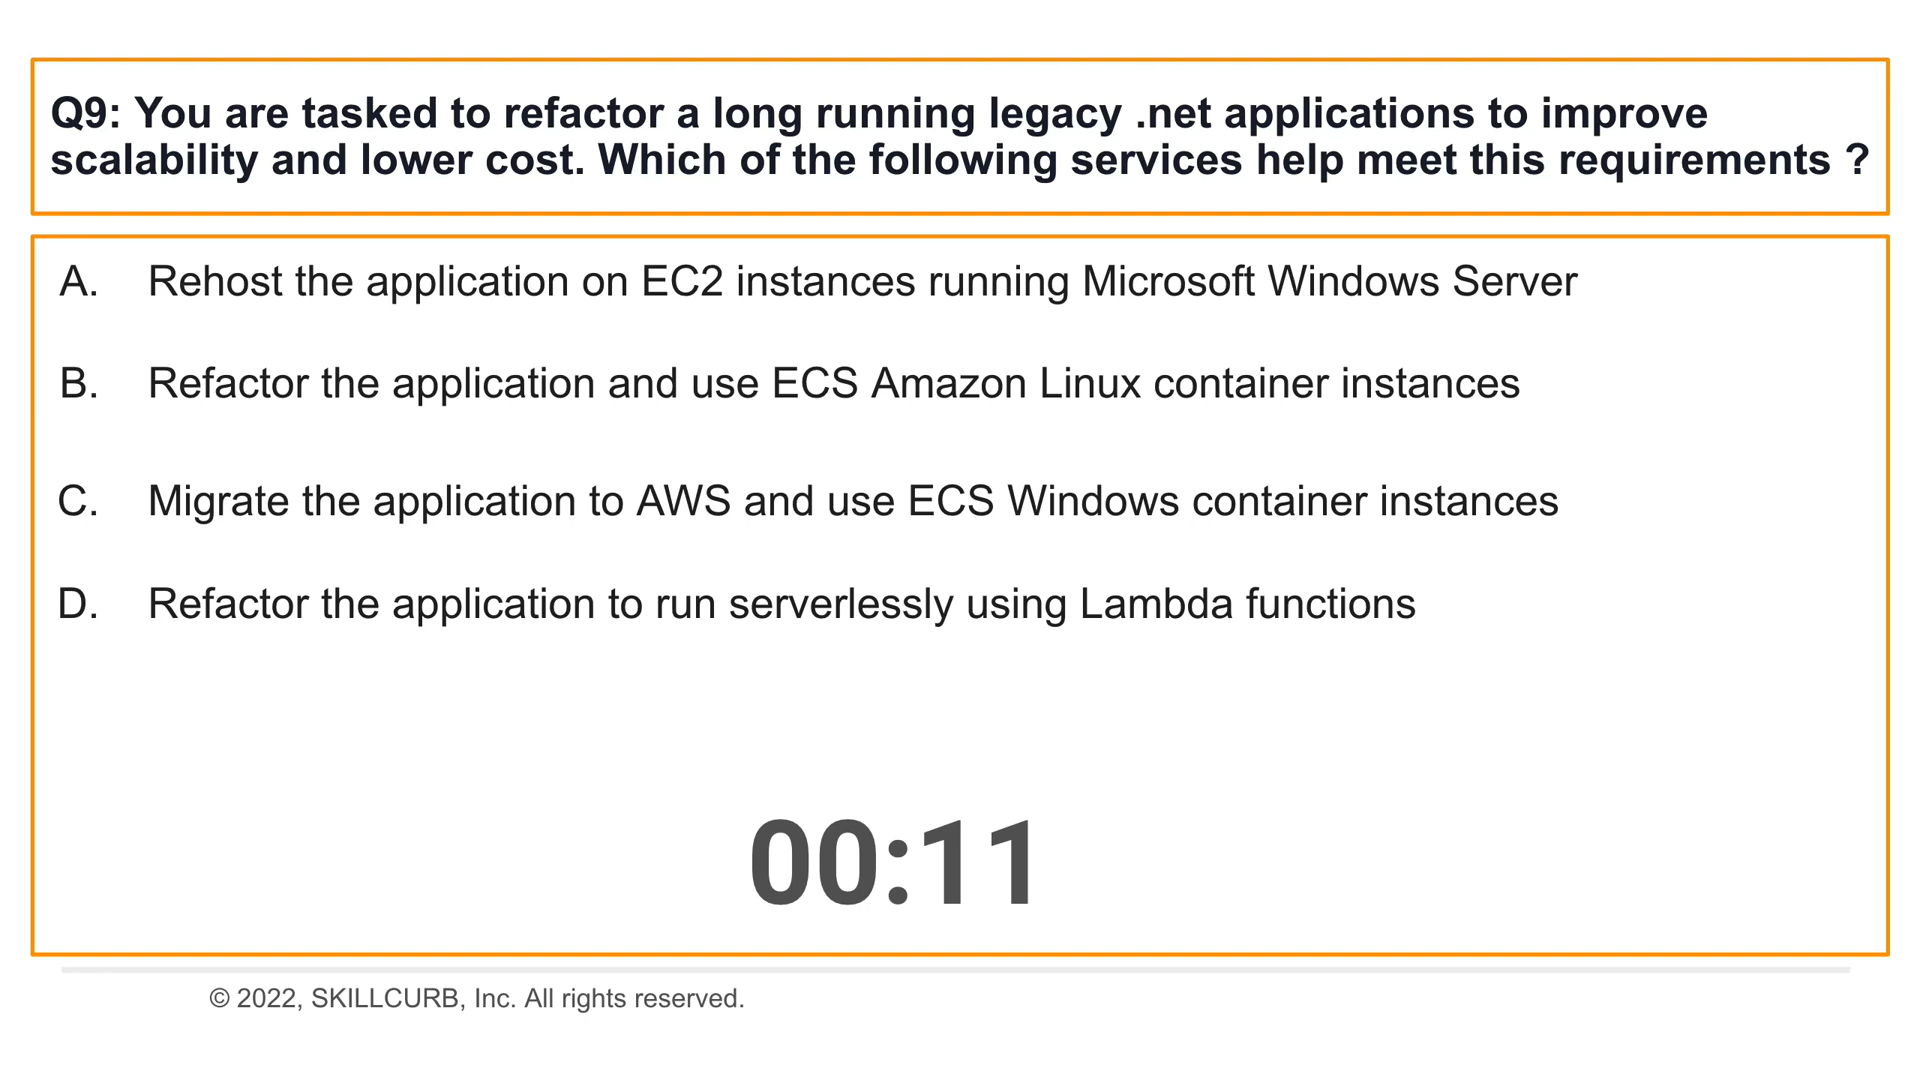 Q9: You are tasked to refactor a long running legacy .net applications to improve
scalability and lower cost. Which of the following services help meet this requirements ?
A. Rehost the application on EC2 instances running Microsoft Windows Server
B. Refactor the application and use ECS Amazon Linux container instances
C. Migrate the application to AWS and use ECS Windows container instances
D. Refactor the application to run serverlessly using Lambda functions
00:11
© 2022, SKILLCURB, Inc. All rights reserved.